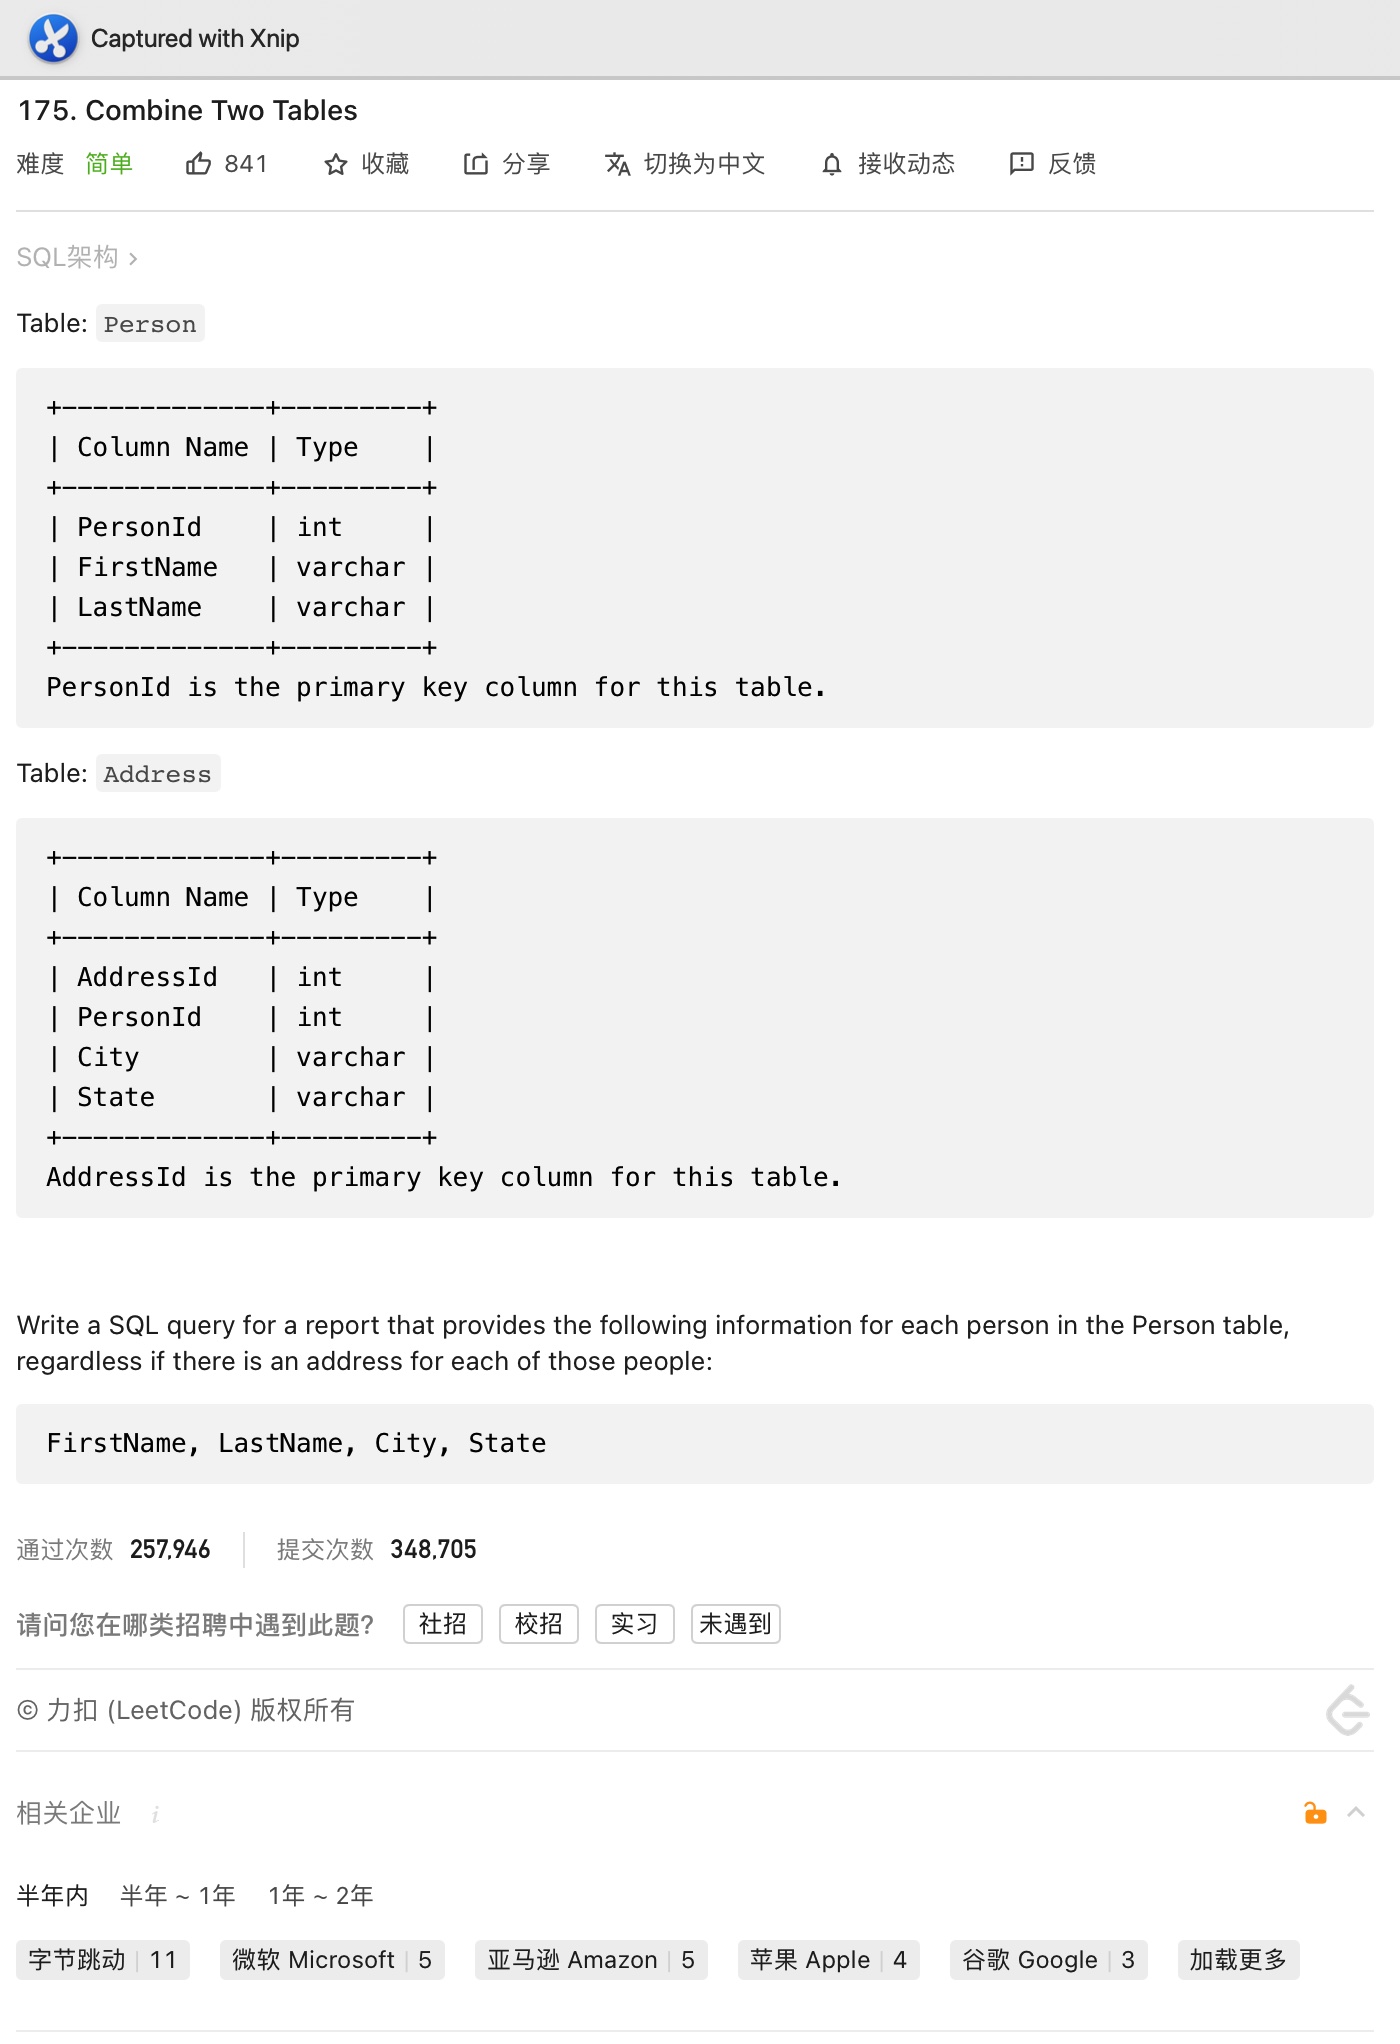 Captured with Xnip
175. Combine Two Tables
难度 简单 841 收藏 分享 切换为中文 接收动态 反馈
SQL架构 >
Table: Person
+-------------+---------+
| Column Name | Type    |
+-------------+---------+
| PersonId    | int     |
| FirstName   | varchar |
| LastName    | varchar |
+-------------+---------+
PersonId is the primary key column for this table.
Table: Address
+-------------+---------+
| Column Name | Type    |
+-------------+---------+
| AddressId   | int     |
| PersonId    | int     |
| City        | varchar |
| State       | varchar |
+-------------+---------+
AddressId is the primary key column for this table.
Write a SQL query for a report that provides the following information for each person in the Person table,
regardless if there is an address for each of those people:
FirstName, LastName, City, State
通过次数 257,946 提交次数 348,705
请问您在哪类招聘中遇到此题? 社招 校招 实习 未遇到
© 力扣 (LeetCode) 版权所有
相关企业 i
半年内 半年 ~ 1年 1年 ~ 2年
字节跳动 | 11 微软 Microsoft | 5 亚马逊 Amazon | 5 苹果 Apple | 4 谷歌 Google | 3 加载更多